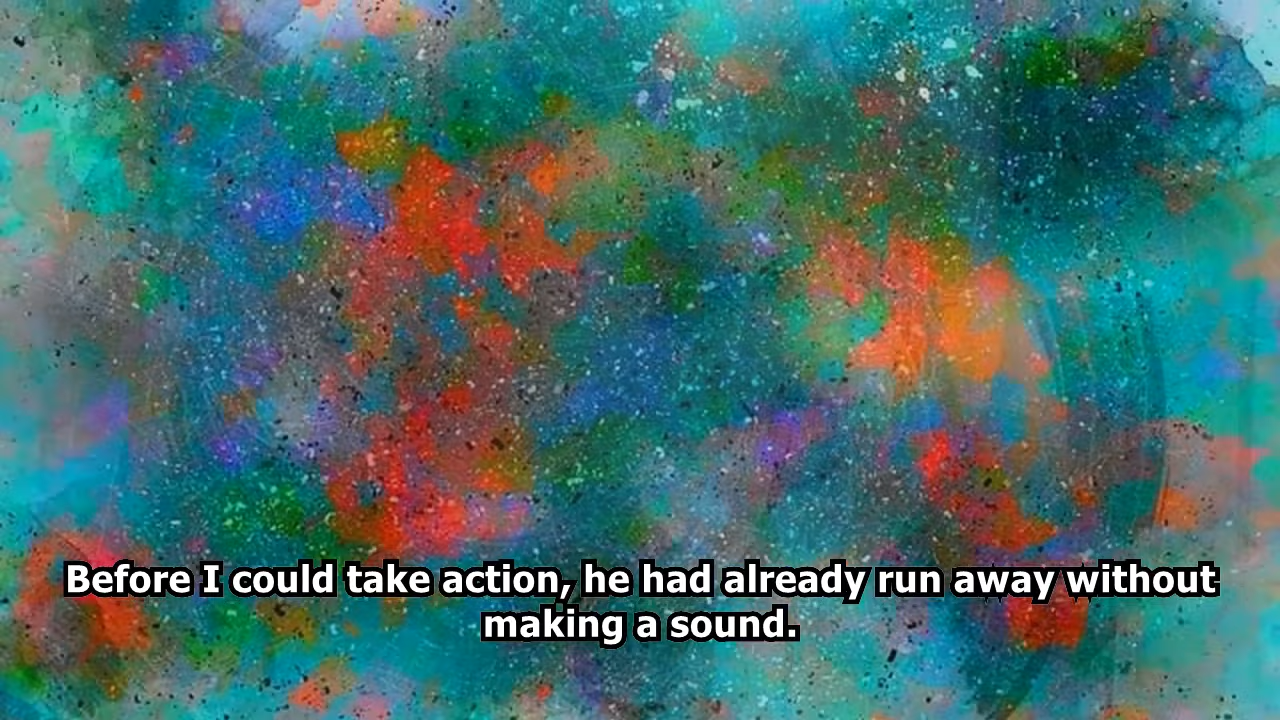 Before I could take action, he had already run away without
making a sound.